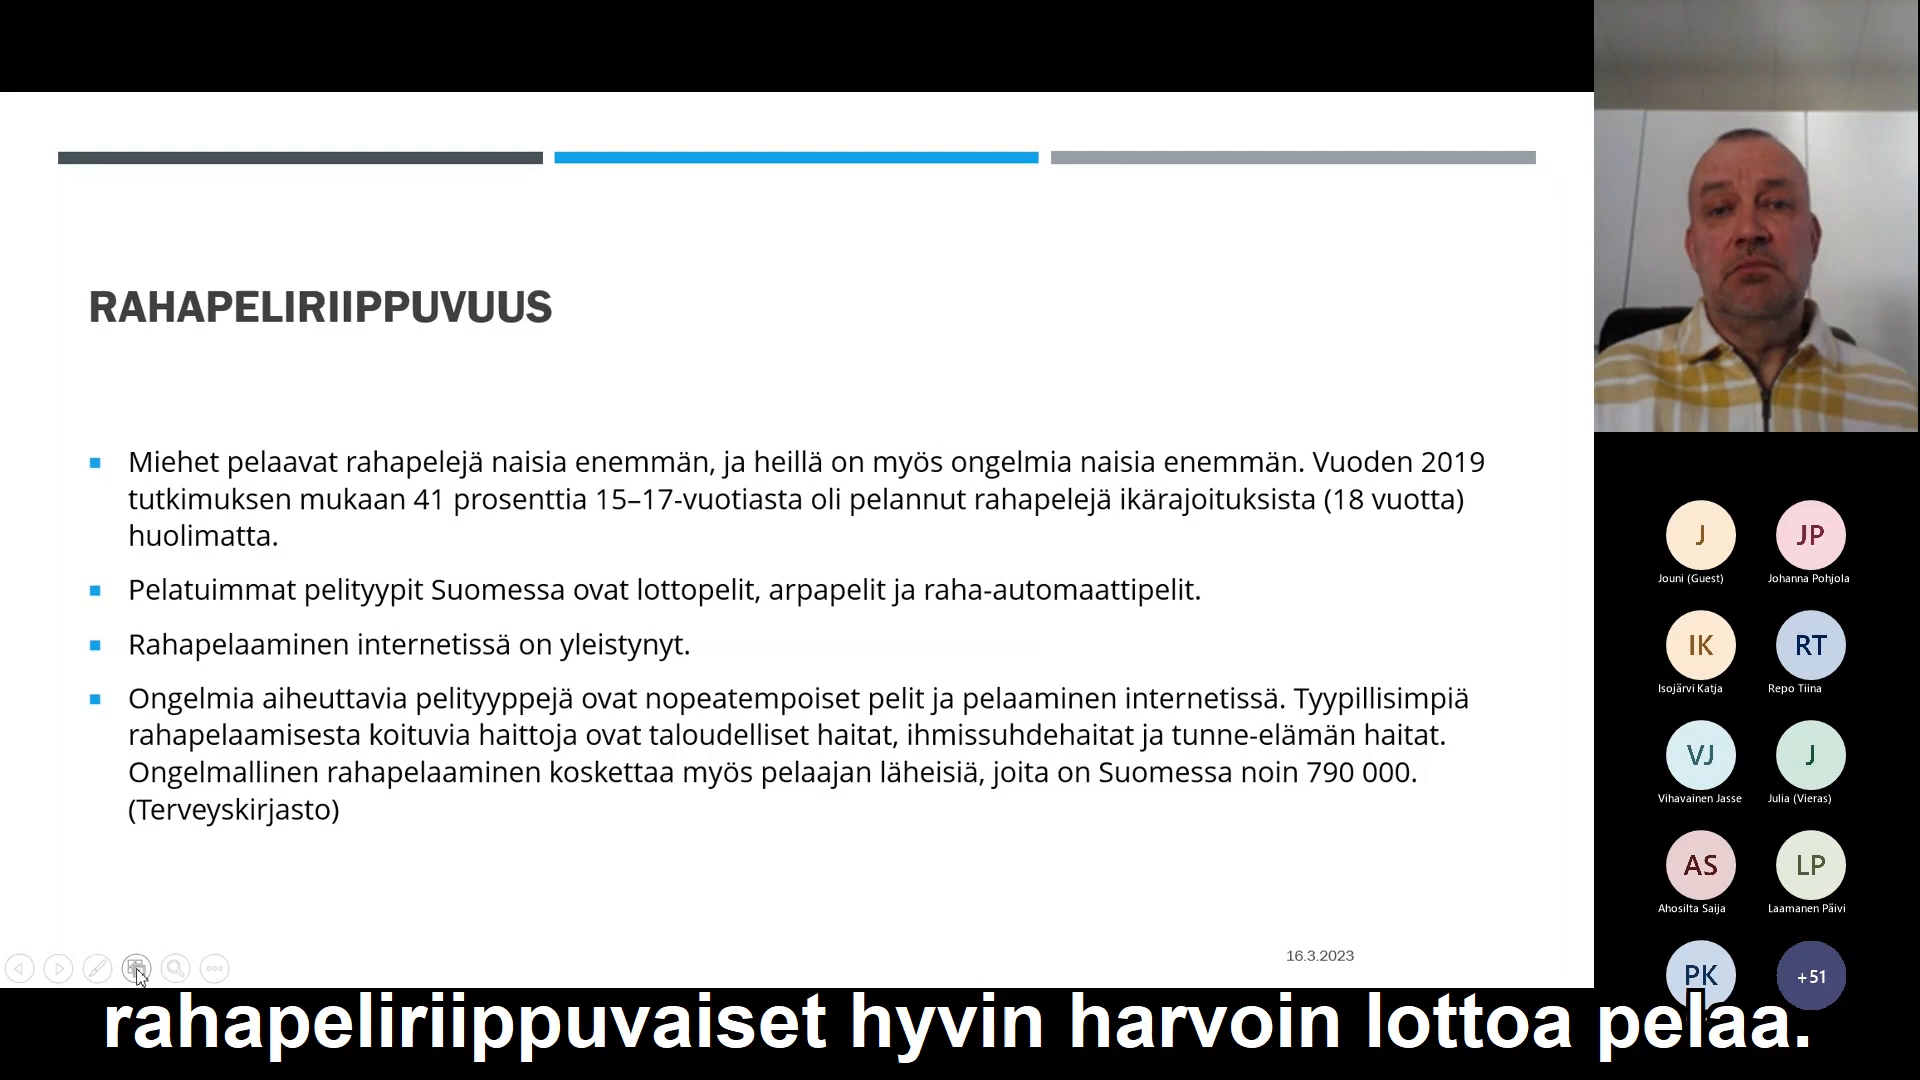 RAHAPELIRIIPPUVUUS
Miehet pelaavat rahapelejä naisia enemmän, ja heillä on myös ongelmia naisia enemmän. Vuoden 2019
tutkimuksen mukaan 41 prosenttia 15–17-vuotiasta oli pelannut rahapelejä ikärajoituksista (18 vuotta)
huolimatta.
Pelatuimmat pelityypit Suomessa ovat lottopelit, arpapelit ja raha-automaattipelit.
Rahapelaaminen internetissä on yleistynyt.
Ongelmia aiheuttavia pelityyppejä ovat nopeatempoiset pelit ja pelaaminen internetissä. Tyypillisimpiä
rahapelaamisesta koituvia haittoja ovat taloudelliset haitat, ihmissuhdehaitat ja tunne-elämän haitat.
Ongelmallinen rahapelaaminen koskettaa myös pelaajan läheisiä, joita on Suomessa noin 790 000.
(Terveyskirjasto)
16.3.2023
J
Jouni (Guest)
JP
Johanna Pohjola
IK
Isojärvi Katja
RT
Repo Tiina
VJ
Vihavainen Jasse
J
Julia (Vieras)
AS
Ahosilta Saija
LP
Laamanen Päivi
PK
+51
rahapeliriippuvaiset hyvin harvoin lottoa pelaa.